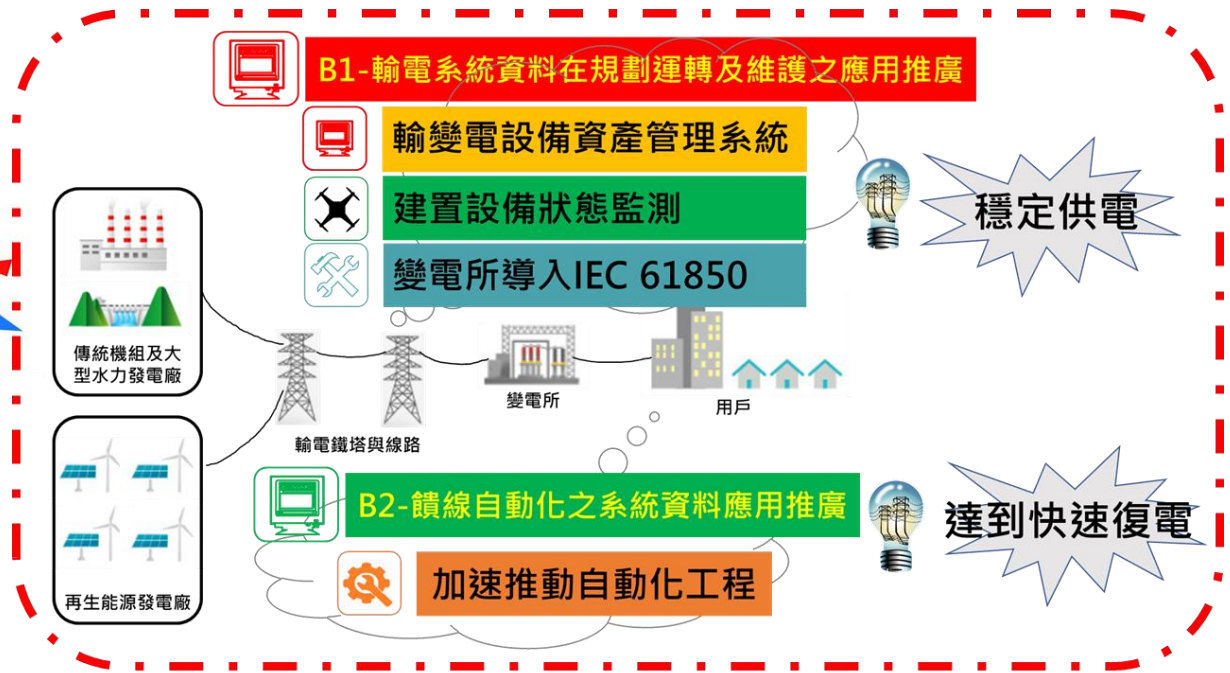 B1-輸電系統資料在規劃運轉及維護之應用推廣
輸變電設備資產管理系統
建置設備狀態監測
變電所導入IEC 61850
穩定供電
傳統機組及大
型水力發電廠
變電所
用戶
輸電鐵塔與線路
B2-饋線自動化之系統資料應用推廣
達到快速復電
加速推動自動化工程
再生能源發電廠